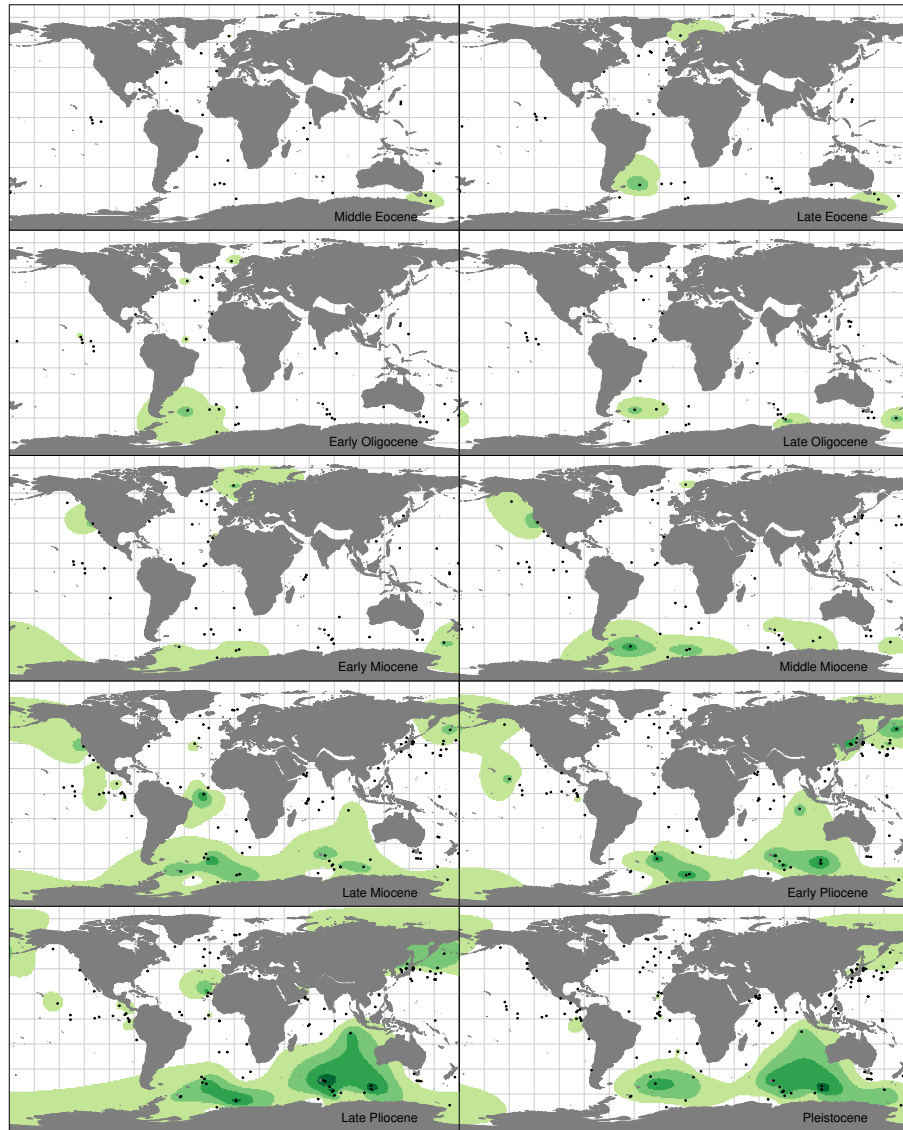 Middle Eocene
Late Eocene
Early Oligocene
Late Oligocene
Early Miocene
Middle Miocene
Late Miocene
Early Pliocene
Late Pliocene
Pleistocene